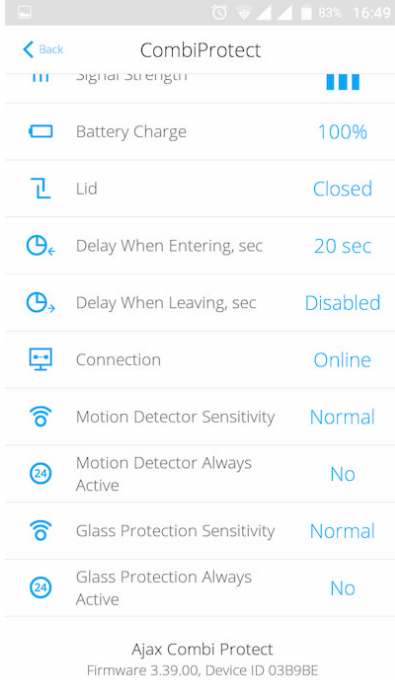 83% 16:49
Back CombiProtect
Signal Strength
Battery Charge 100%
Lid Closed
Delay When Entering, sec 20 sec
Delay When Leaving, sec Disabled
Connection Online
Motion Detector Sensitivity Normal
Motion Detector Always
Active
No
24
Glass Protection Sensitivity Normal
Glass Protection Always
Active
No
24
Ajax Combi Protect
Firmware 3.39.00, Device ID 03B9BE